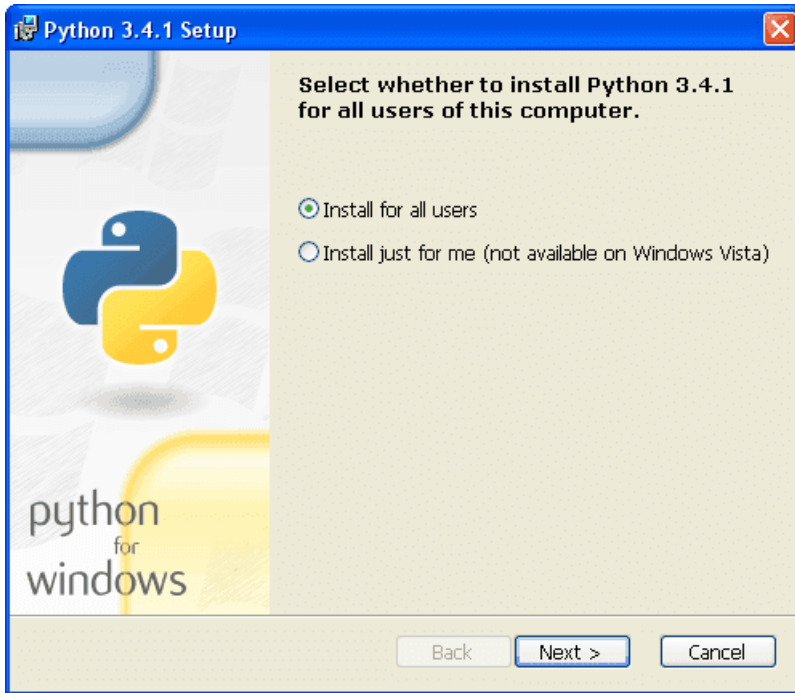 Python 3.4.1 Setup
Select whether to install Python 3.4.1
for all users of this computer.
Install for all users
Install just for me (not available on Windows Vista)
python
for
windows
Back
Next >
Cancel